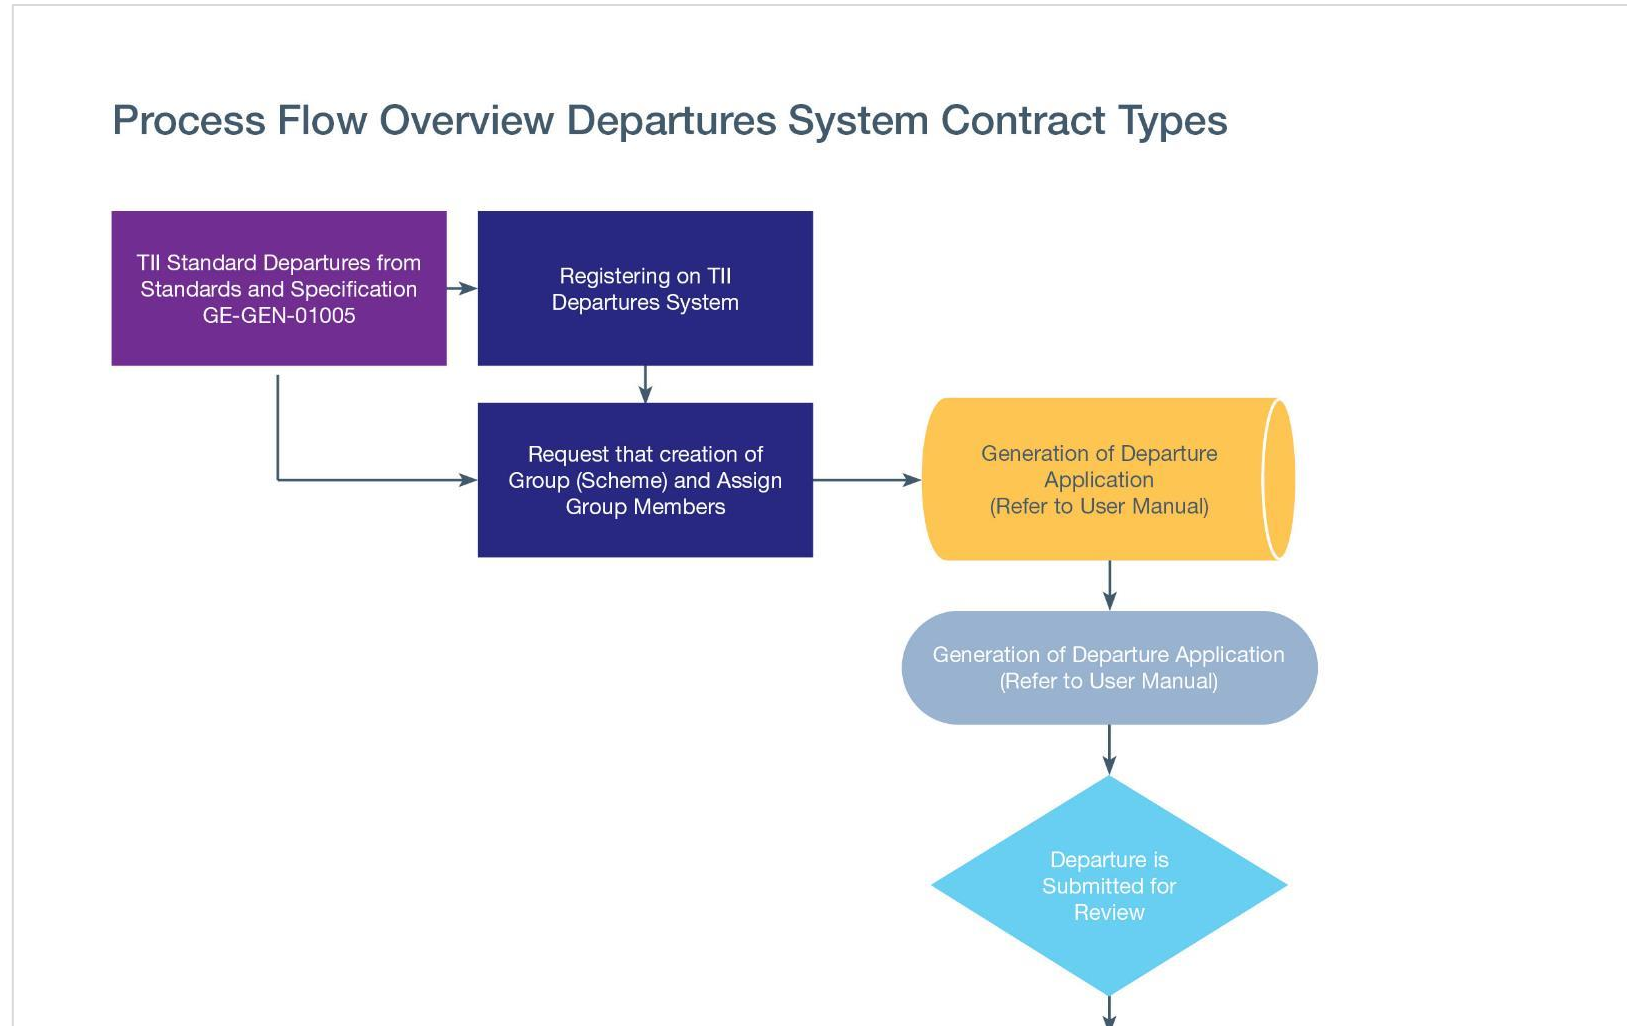 Process Flow Overview Departures System Contract Types
TII Standard Departures from
Standards and Specification
GE-GEN-01005
Registering on TII
Departures System
Request that creation of
Group (Scheme) and Assign
Group Members
Generation of Departure
Application
(Refer to User Manual)
Generation of Departure Application
(Refer to User Manual)
Departure is
Submitted for
Review